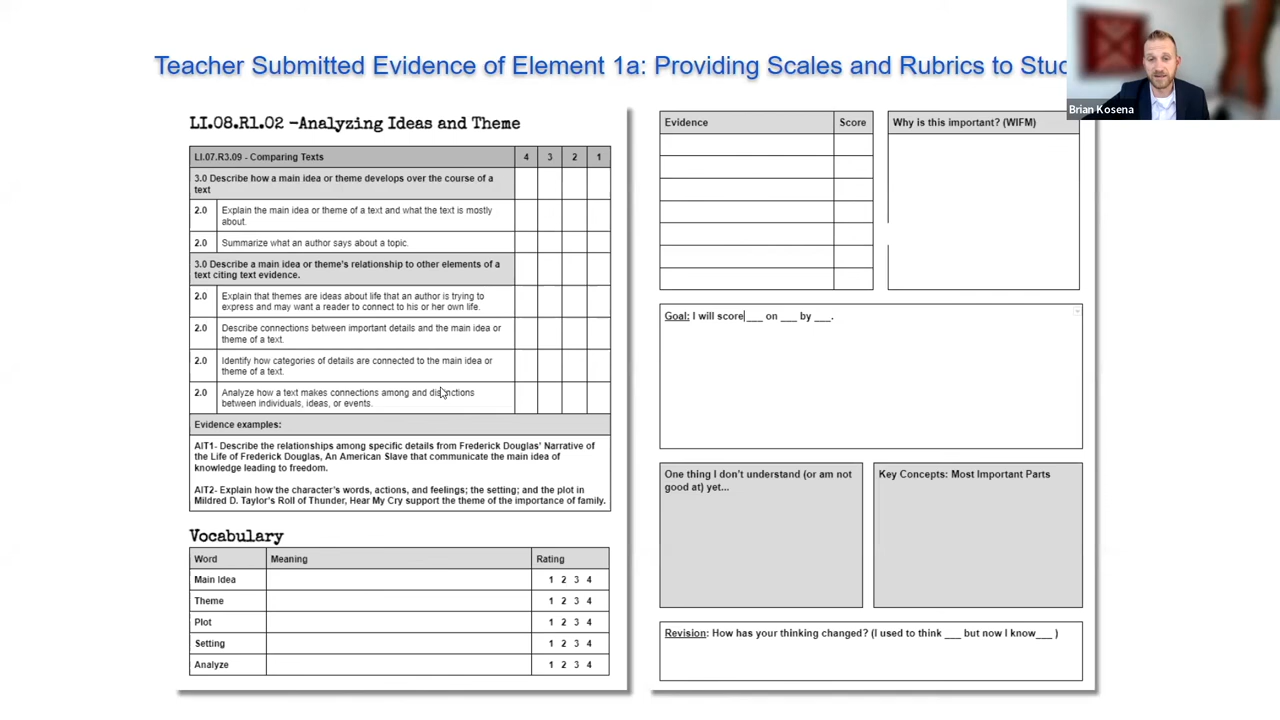 Teacher Submitted Evidence of Element 1a: Providing Scales and Rubrics to
Brian Kosena
LI.08.R1.02 -Analyzing Ideas and Theme
LI.07.R3.09 - Comparing Texts 4 3 2 1
3.0 Describe how a main idea or theme develops over the course of a
text
2.0 Explain the main idea or theme of a text and what the text is mostly
about.
2.0 Summarize what an author says about a topic.
3.0 Describe a main idea or theme's relationship to other elements of a
text citing text evidence.
2.0 Explain that themes are ideas about life that an author is trying to
express and may want a reader to connect to his or her own life.
2.0 Describe connections between important details and the main idea or
theme of a text.
2.0 Identify how categories of details are connected to the main idea or
theme of a text.
2.0 Analyze how a text makes connections among and distinctions
between individuals, ideas, or events.
Evidence examples:
AIT1- Describe the relationships among specific details from Frederick Douglas' Narrative of
the Life of Frederick Douglas, An American Slave that communicate the main idea of
knowledge leading to freedom.
AIT2- Explain how the character's words, actions, and feelings; the setting; and the plot in
Mildred D. Taylor's Roll of Thunder, Hear My Cry support the theme of the importance of family.
Vocabulary
Word Meaning Rating
Main Idea 1 2 3 4
Theme 1 2 3 4
Plot 1 2 3 4
Setting 1 2 3 4
Analyze 1 2 3 4
Evidence Score
Why is this important? (WIFM)
Goal: I will score ___ on ___ by ___.
One thing I don't understand (or am not
good at) yet...
Key Concepts: Most Important Parts
Revision: How has your thinking changed? (I used to think ___ but now I know___ )